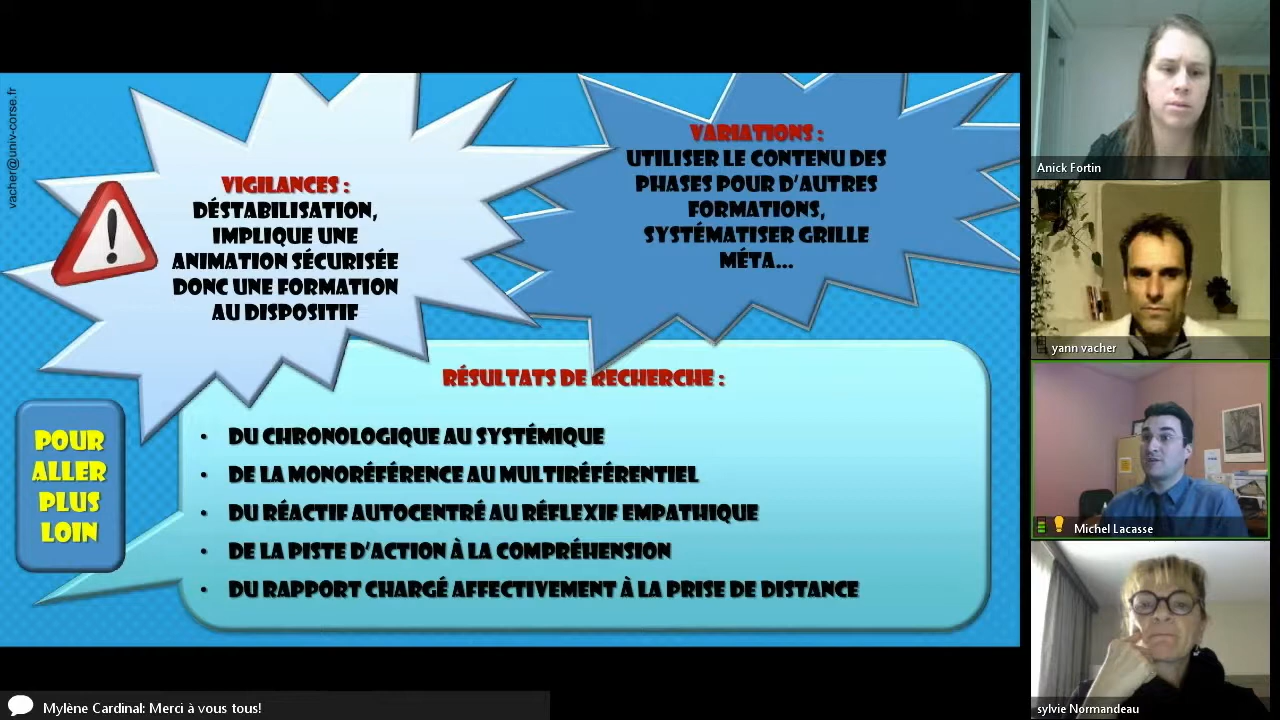 vacher@univ-corse.fr
VIGILANCES :
DÉSTABILISATION,
IMPLIQUE UNE
ANIMATION SÉCURISÉE
DONC UNE FORMATION
AU DISPOSITIF
VARIATIONS :
UTILISER LE CONTENU DES
PHASES POUR D'AUTRES
FORMATIONS,
SYSTÉMATISER GRILLE
MÉTA...
RÉSULTATS DE RECHERCHE :
• DU CHRONOLOGIQUE AU SYSTÉMIQUE
• DE LA MONORÉFÉRENCE AU MULTIRÉFÉRENTIEL
• DU RÉACTIF AUTOCENTRÉ AU RÉFLEXIF EMPATHIQUE
• DE LA PISTE D'ACTION À LA COMPRÉHENSION
• DU RAPPORT CHARGÉ AFFECTIVEMENT À LA PRISE DE DISTANCE
POUR
ALLER
PLUS
LOIN
Anick Fortin
yann vacher
Michel Lacasse
sylvie Normandeau
Mylène Cardinal: Merci à vous tous!